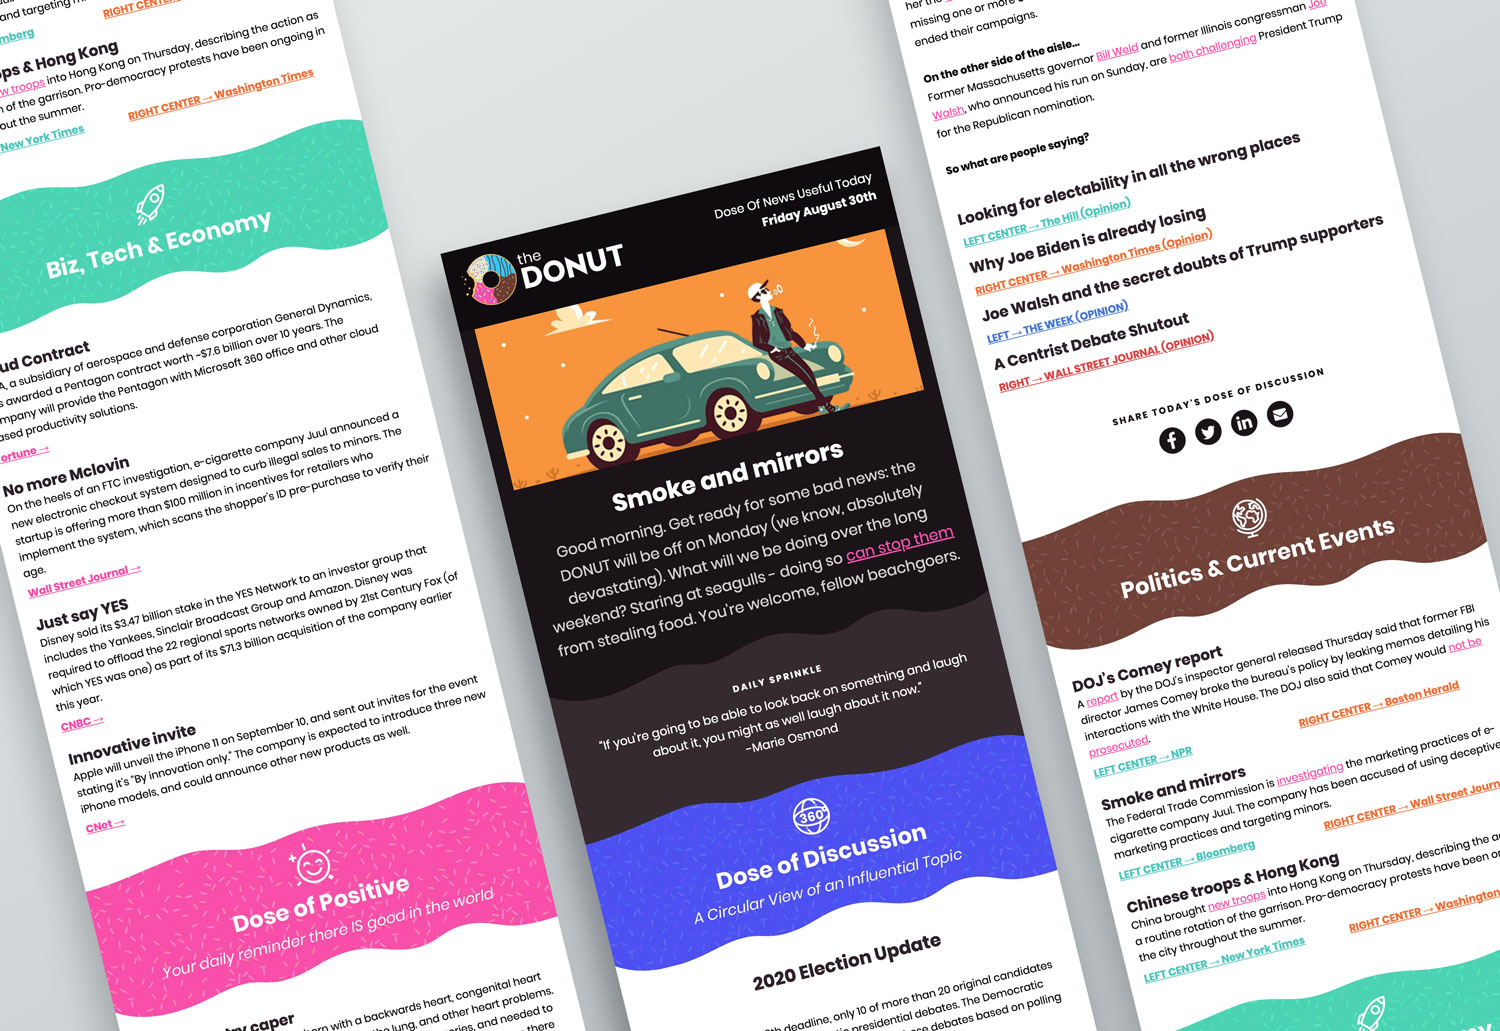 and targeting m
RIGHT CENTER
mberg
ps & Hong Kong
w troops into Hong Kong on Thursday, describing the action as
n of the garrison. Pro-democracy protests have been ongoing in
out the summer.
RIGHT CENTER → Washington Times
New York Times
Biz, Tech & Economy
ud Contract
A, a subsidiary of aerospace and defense corporation General Dynamics,
s awarded a Pentagon contract worth ~$7.6 billion over 10 years. The
mpany will provide the Pentagon with Microsoft 360 office and other cloud
ased productivity solutions.
ortune →
No more Mclovin
On the heels of an FTC investigation, e-cigarette company Juul announced a
new electronic checkout system designed to curb illegal sales to minors. The
startup is offering more than $100 million in incentives for retailers who
implement the system, which scans the shopper's ID pre-purchase to verify their
age.
Wall Street Journal →
Just say YES
Disney sold its $3.47 billion stake in the YES Network to an investor group that
includes the Yankees, Sinclair Broadcast Group and Amazon. Disney was
required to offload the 22 regional sports networks owned by 21st Century Fox (of
which YES was one) as part of its $71.3 billion acquisition of the company earlier
this year.
CNBC →
Innovative invite
Apple will unveil the iPhone 11 on September 10, and sent out invites for the event
stating it's "By innovation only." The company is expected to introduce three new
iPhone models, and could announce other new products as well.
CNet →
Dose of Positive
Your daily reminder there IS good in the world
ry caper
orn with a backwards heart, congenital heart
the lung, and other heart problems.
ries, and needed to
there
Dose Of News Useful Today
Friday August 30th
the
DONUT
Smoke and mirrors
Good morning. Get ready for some bad news: the
DONUT will be off on Monday (we know, absolutely
devastating). What will we be doing over the long
weekend? Staring at seagulls - doing so can stop them
from stealing food. You're welcome, fellow beachgoers.
DAILY SPRINKLE
"If you're going to be able to look back on something and laugh
about it, you might as well laugh about it now."
-Marie Osmond
360°
Dose of Discussion
A Circular View of an Influential Topic
2020 Election Update
th deadline, only 10 of more than 20 original candidates
ic presidential debates. The Democratic
ose debates based on polling
her the
missing one or more
ended their campaigns.
On the other side of the aisle...
Former Massachusetts governor Bill Weld and former Illinois congressman Joe
Walsh, who announced his run on Sunday, are both challenging President Trump
for the Republican nomination.
So what are people saying?
Looking for electability in all the wrong places
LEFT CENTER → The Hill (Opinion)
Why Joe Biden is already losing
RIGHT CENTER → Washington Times (Opinion)
Joe Walsh and the secret doubts of Trump supporters
LEFT → THE WEEK (OPINION)
A Centrist Debate Shutout
RIGHT → WALL STREET JOURNAL (OPINION)
SHARE TODAY'S DOSE OF DISCUSSION
Politics & Current Events
DOJ's Comey report
A report by the DOJ's inspector general released Thursday said that former FBI
director James Comey broke the bureau's policy by leaking memos detailing his
interactions with the White House. The DOJ also said that Comey would not be
prosecuted.
RIGHT CENTER → Boston Herald
LEFT CENTER → NPR
Smoke and mirrors
The Federal Trade Commission is investigating the marketing practices of e-
cigarette company Juul. The company has been accused of using deceptive
marketing practices and targeting minors.
RIGHT CENTER → Wall Street Journ
LEFT CENTER → Bloomberg
Chinese troops & Hong Kong
China brought new troops into Hong Kong on Thursday, describing the a
a routine rotation of the garrison. Pro-democracy protests have been on
the city throughout the summer.
RIGHT CENTER → Washington
LEFT CENTER → New York Times